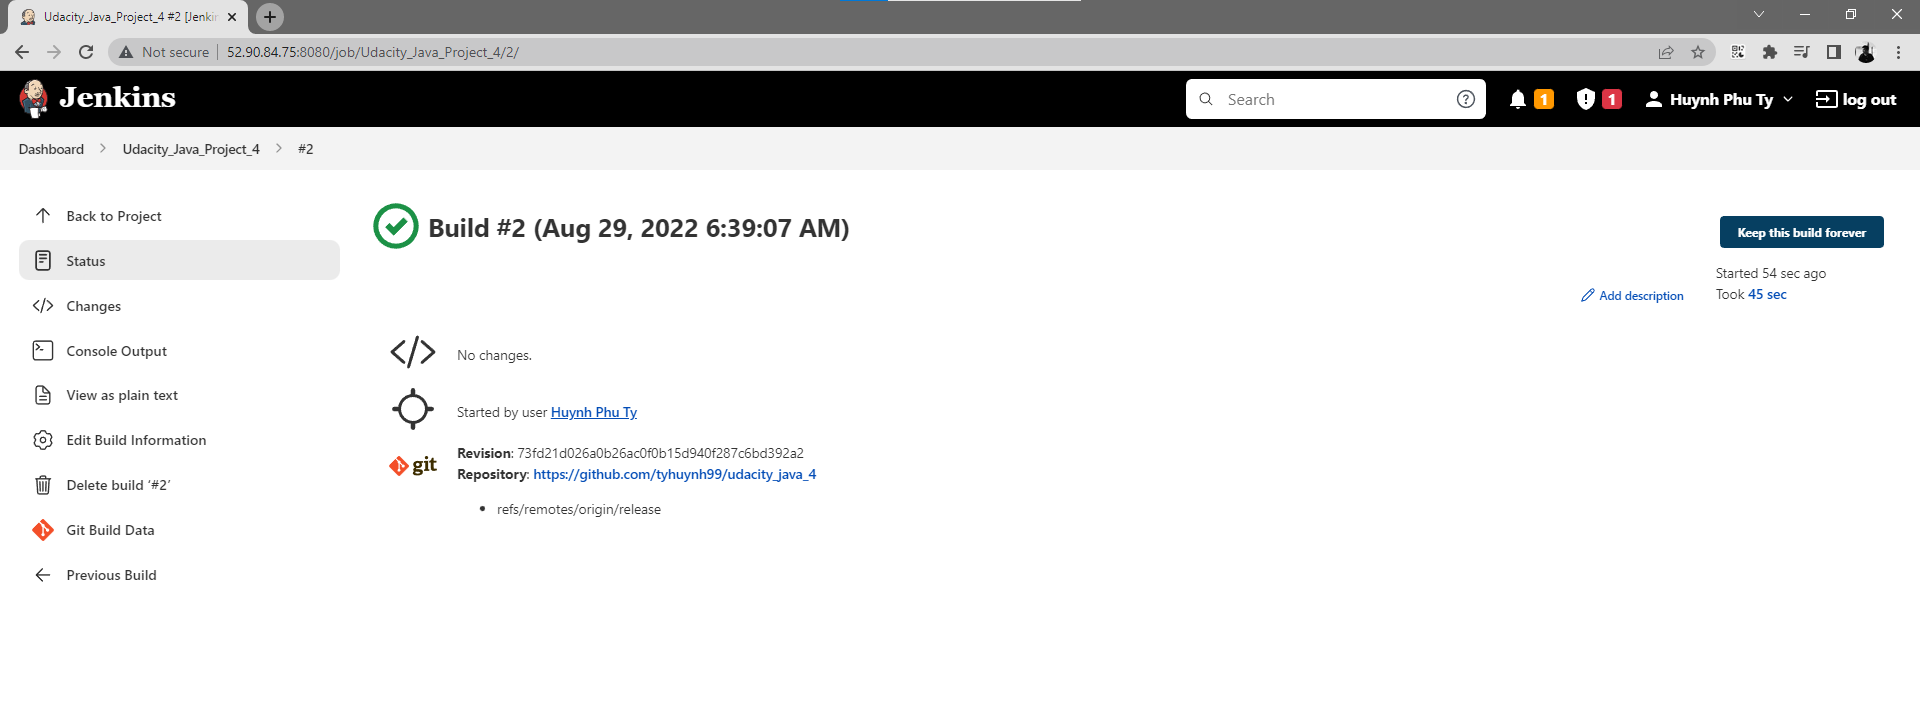 Udacity_Java_Project_4 #2 [Jenkin
Not secure 52.90.84.75:8080/job/Udacity_Java_Project_4/2/
Jenkins
Search
1
1
Huynh Phu Ty
log out
Dashboard
Udacity_Java_Project_4
#2
Back to Project
Status
Changes
Console Output
View as plain text
Edit Build Information
Delete build ‘#2’
Git Build Data
Previous Build
Build #2 (Aug 29, 2022 6:39:07 AM)
Keep this build forever
Started 54 sec ago
Took 45 sec
Add description
No changes.
Started by user Huynh Phu Ty
git
Revision: 73fd21d026a0b26ac0f0b15d940f287c6bd392a2
Repository: https://github.com/tyhuynh99/udacity_java_4
• refs/remotes/origin/release